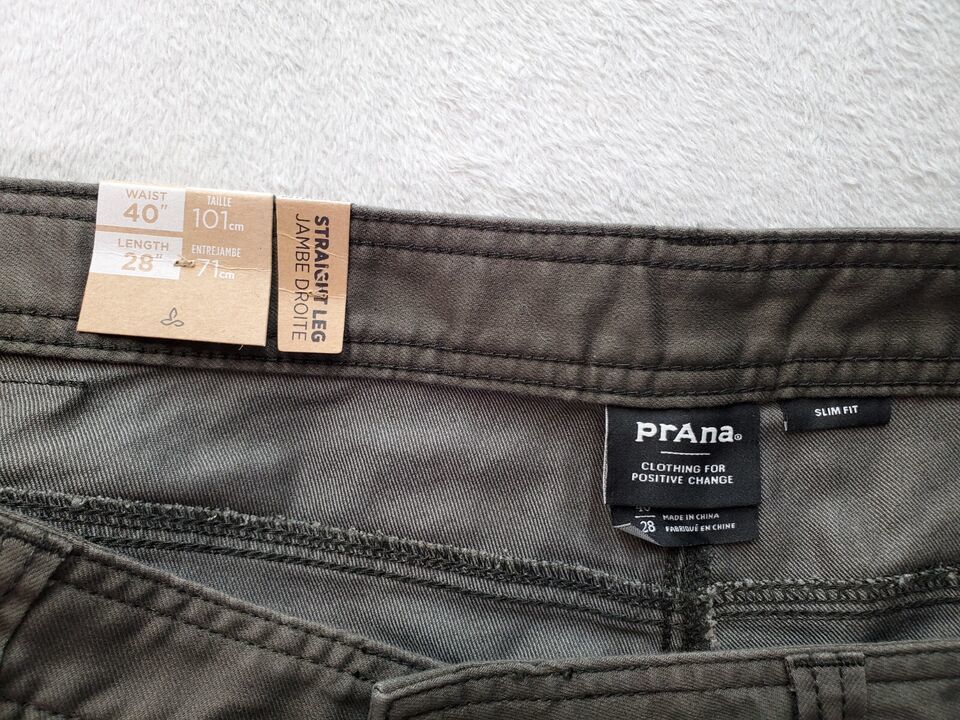 WAIST
40"
TAILLE
101cm
LENGTH
28"
ENTREJAMBE
71cm
STRAIGHT LEG
JAMBE DROITE
prAna®
CLOTHING FOR
POSITIVE CHANGE
SLIM FIT
40
28
MADE IN CHINA
FABRIQUÉ EN CHINE